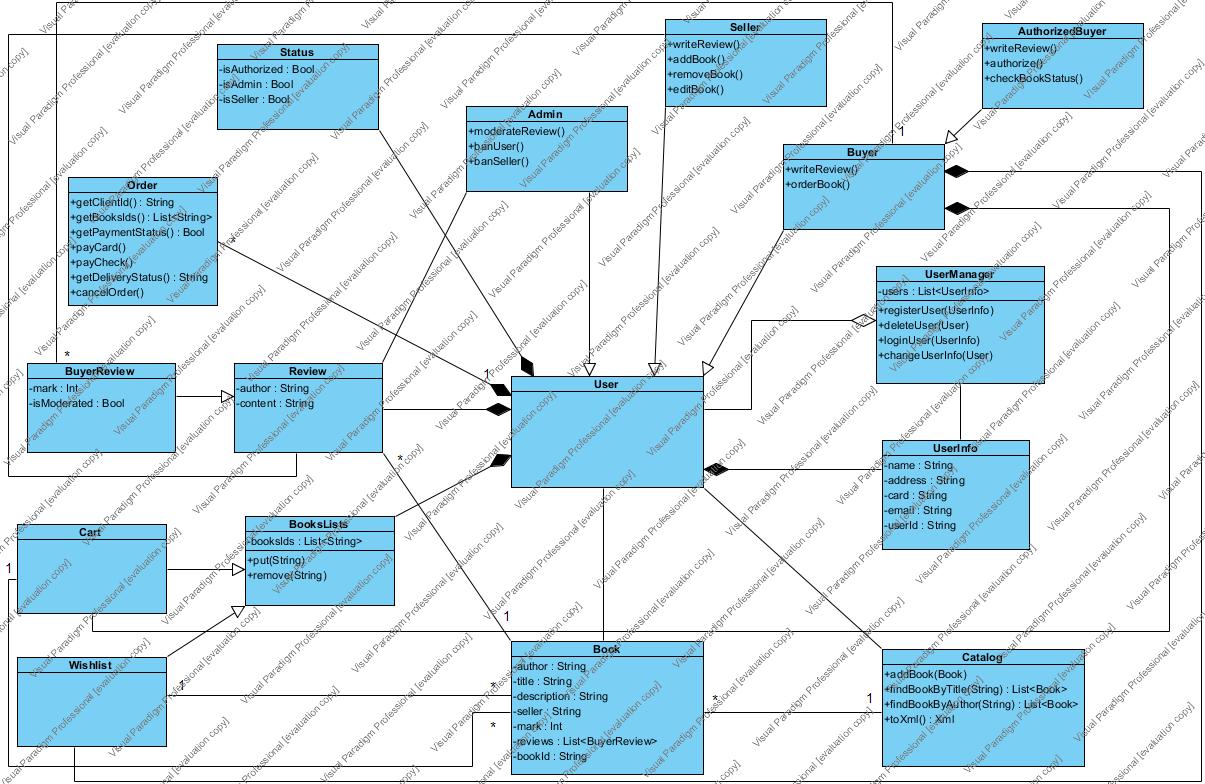 Status
-isAuthorized : Bool
-isAdmin : Bool
-isSeller : Bool
Seller
+writeReview()
+addBook()
+removeBook()
+editBook()
AuthorizedBuyer
+writeReview()
+authorize()
+checkBookStatus()
Admin
+moderateReview()
+banUser()
+banSeller()
1
Buyer
+writeReview()
+orderBook()
Order
+getClientId() : String
+getBooksIds() : List<String>
+getPaymentStatus() : Bool
+payCard()
+payCheck()
+getDeliveryStatus() : String
+cancelOrder()
*
UserManager
-users : List<UserInfo>
+registerUser(UserInfo)
+deleteUser(User)
+loginUser(UserInfo)
+changeUserInfo(User)
*
BuyerReview
-mark : Int
-isModerated : Bool
Review
-author : String
-content : String
1
User
*
UserInfo
-name : String
-address : String
-card : String
-email : String
-userId : String
Cart
1
BooksLists
-booksIds : List<String>
+put(String)
+remove(String)
1
Wishlist
*
*
*
Book
-author : String
-title : String
-description : String
-seller : String
-mark : Int
-reviews : List<BuyerReview>
-bookId : String
*
1
Catalog
+addBook(Book)
+findBookByTitle(String) : List<Book>
+findBookByAuthor(String) : List<Book>
+toXml() : Xml
Visual Paradigm Professional [evaluation copy]